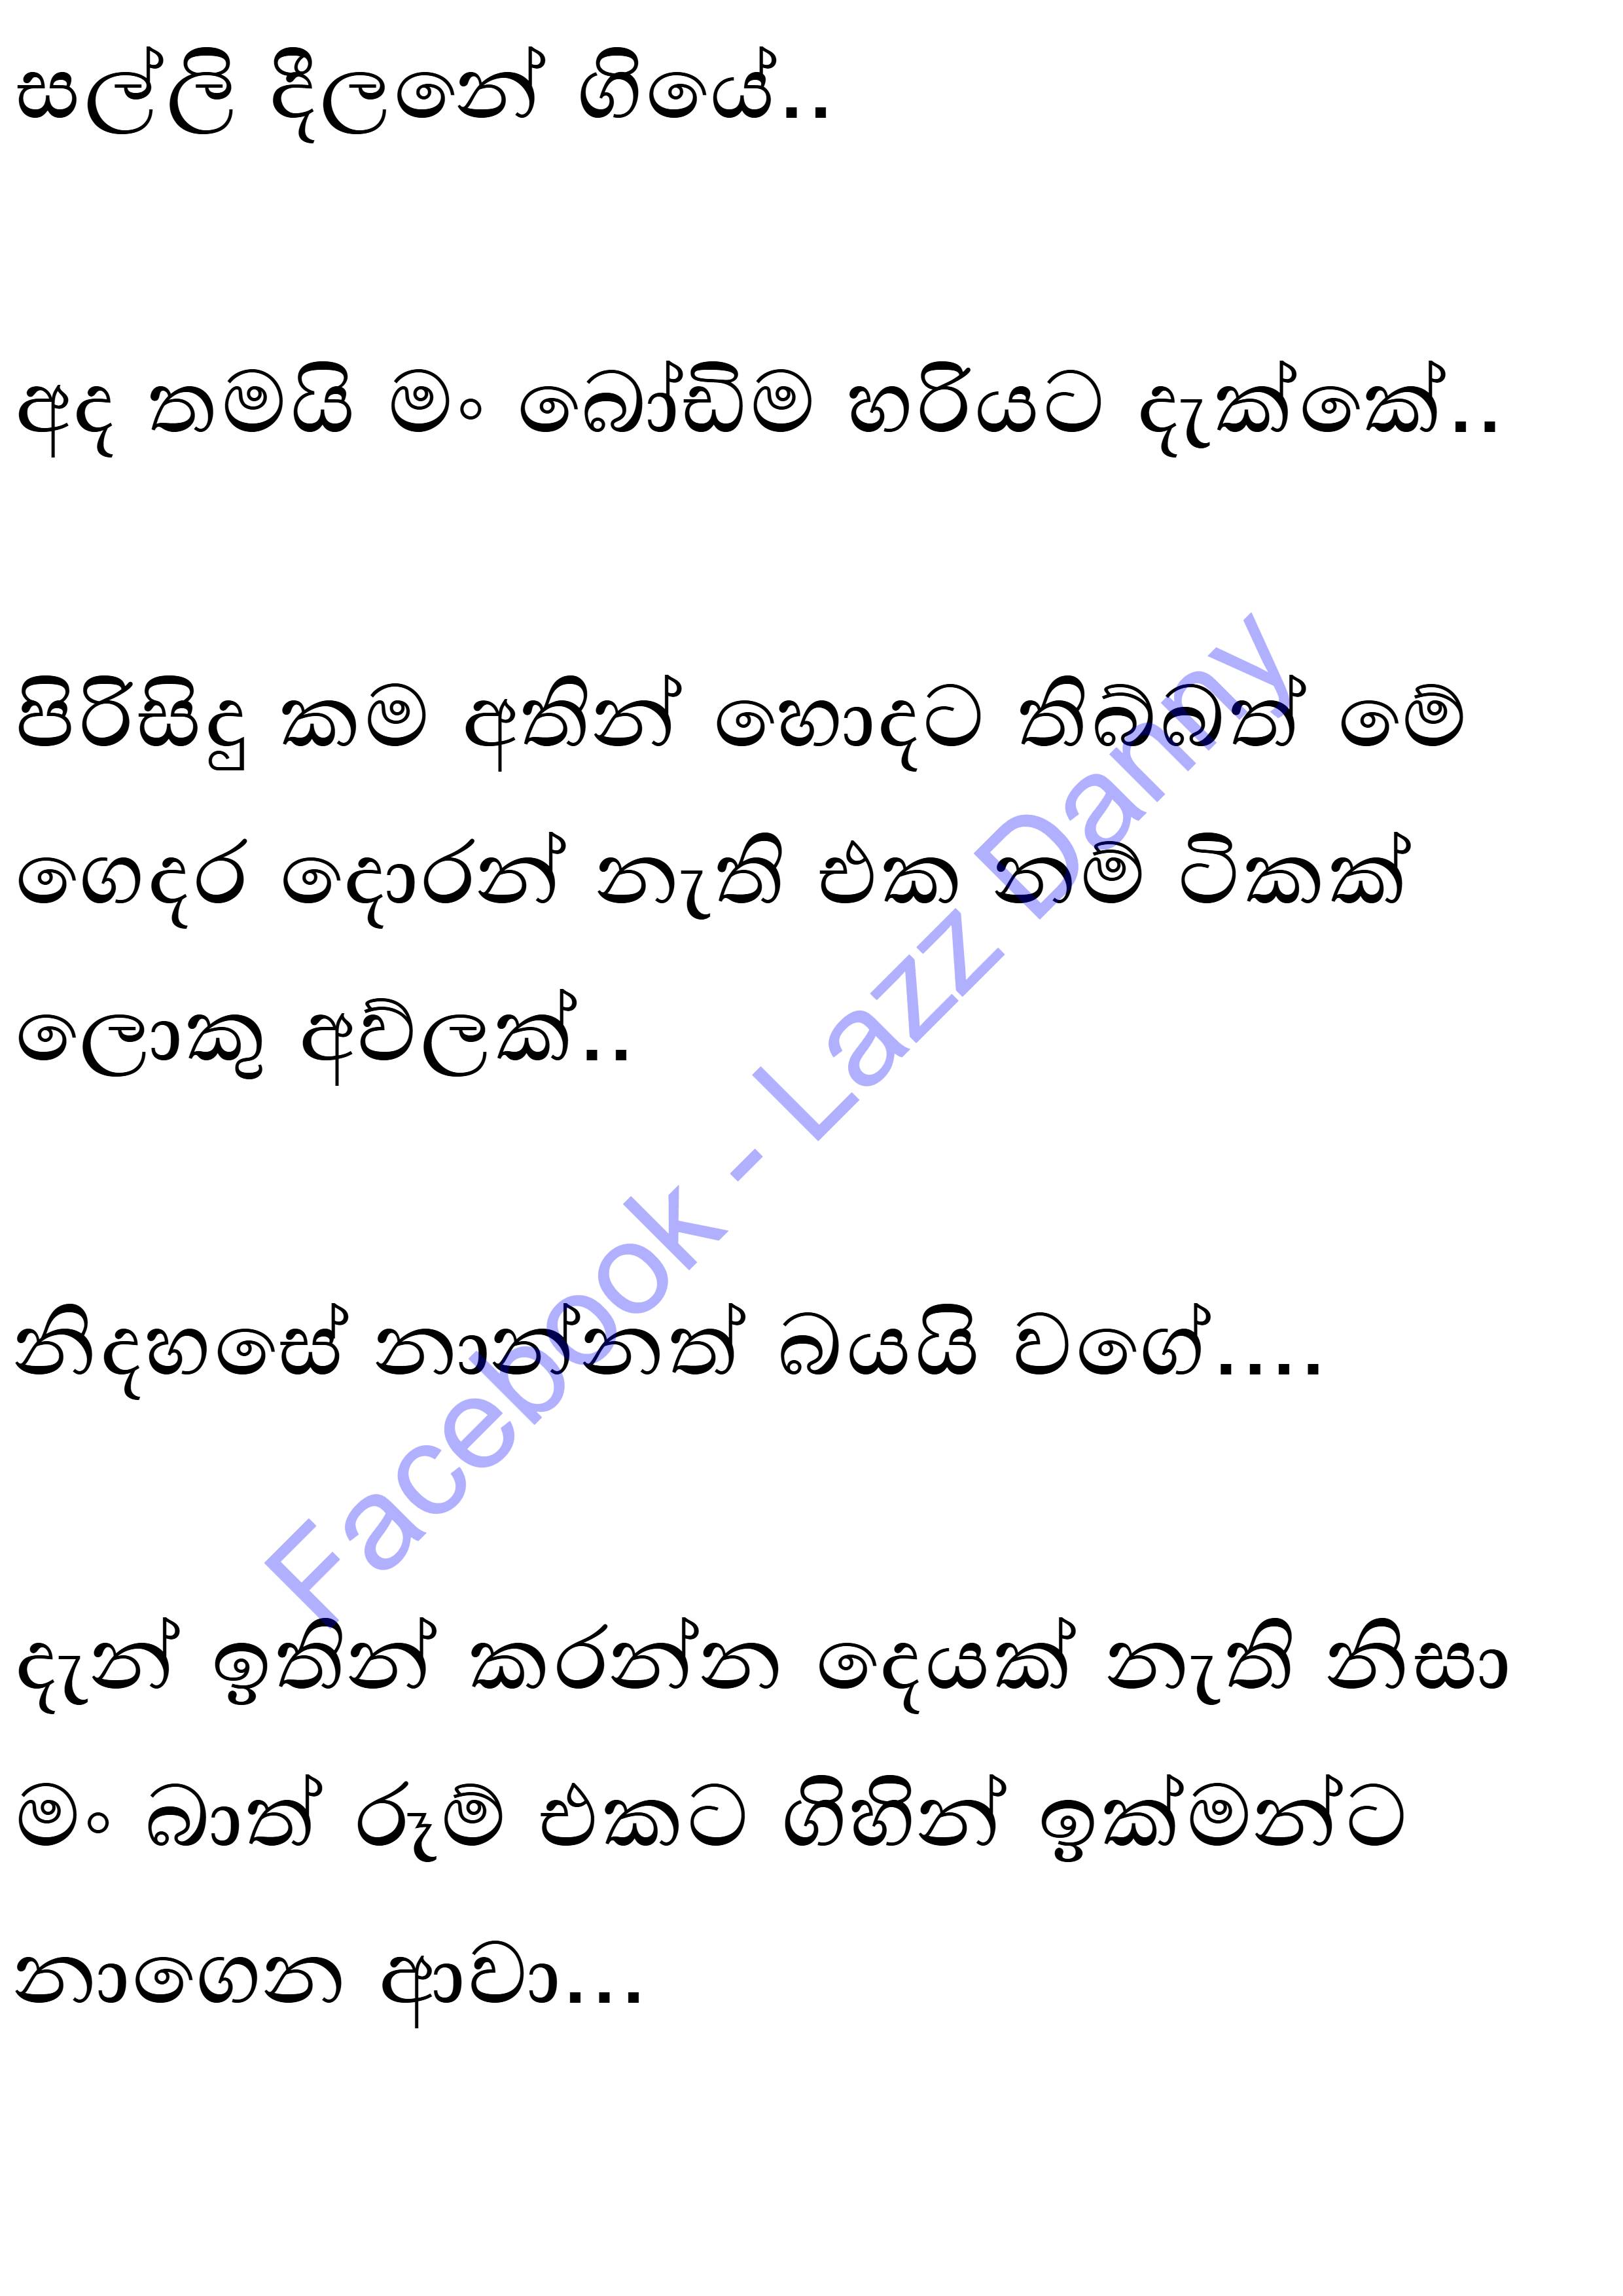 සල්ලි දීලනේ ගියේ..
අද තමයි මං බෝඩිම හරියට දැක්කේ..
පිරිසිදු කම අතින් හොදට තිබ්බත් මේ
ගෙදර දොරත් නැති එක නම් ටිකක්
ලොකු අව්ලක්..
නිදහසේ නාන්නත් බයයි වගේ....
දැන් ඉතින් කරන්න දෙයක් නැති නිසා
මං බාත් රූම් එකට ගිහින් ඉක්මන්ට
නාගෙන ආවා...
Facebook - Lazz Danny